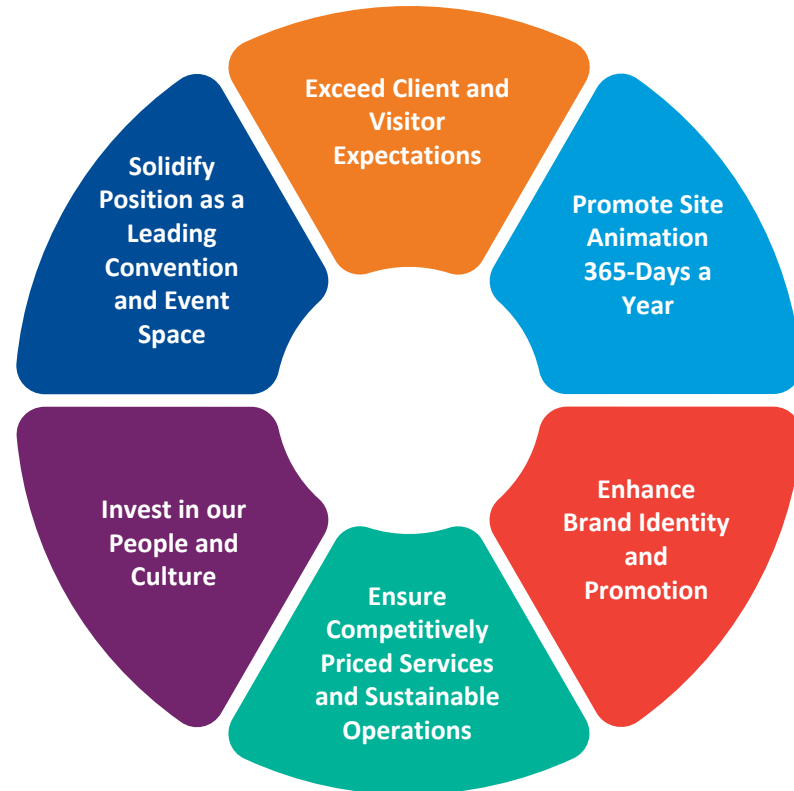 Exceed Client and
Visitor
Expectations
Promote Site
Animation
365-Days a
Year
Enhance
Brand Identity
and
Promotion
Ensure
Competitively
Priced Services
and Sustainable
Operations
Invest in our
People and
Culture
Solidify
Position as a
Leading
Convention
and Event
Space